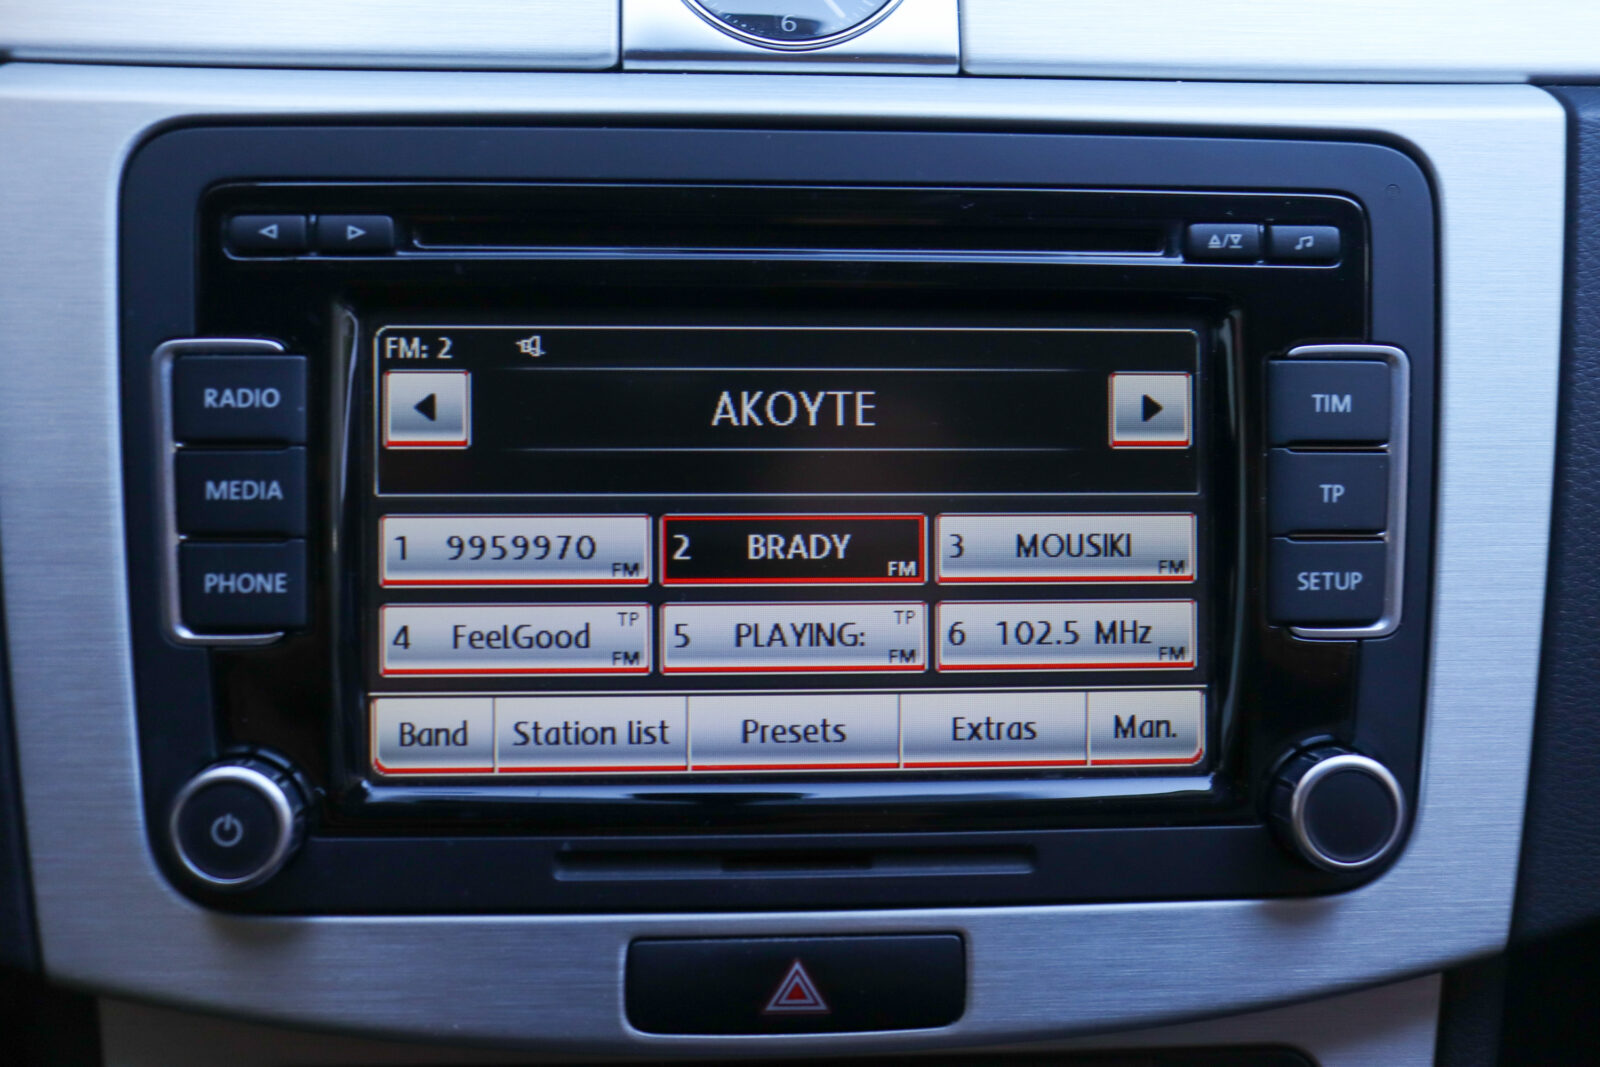 6
RADIO
MEDIA
PHONE
TIM
TP
SETUP
FM: 2
AKOYTE
1 9959970 FM
2 BRADY FM
3 MOUSIKI FM
4 FeelGood TP FM
5 PLAYING: TP FM
6 102.5 MHz FM
Band
Station list
Presets
Extras
Man.